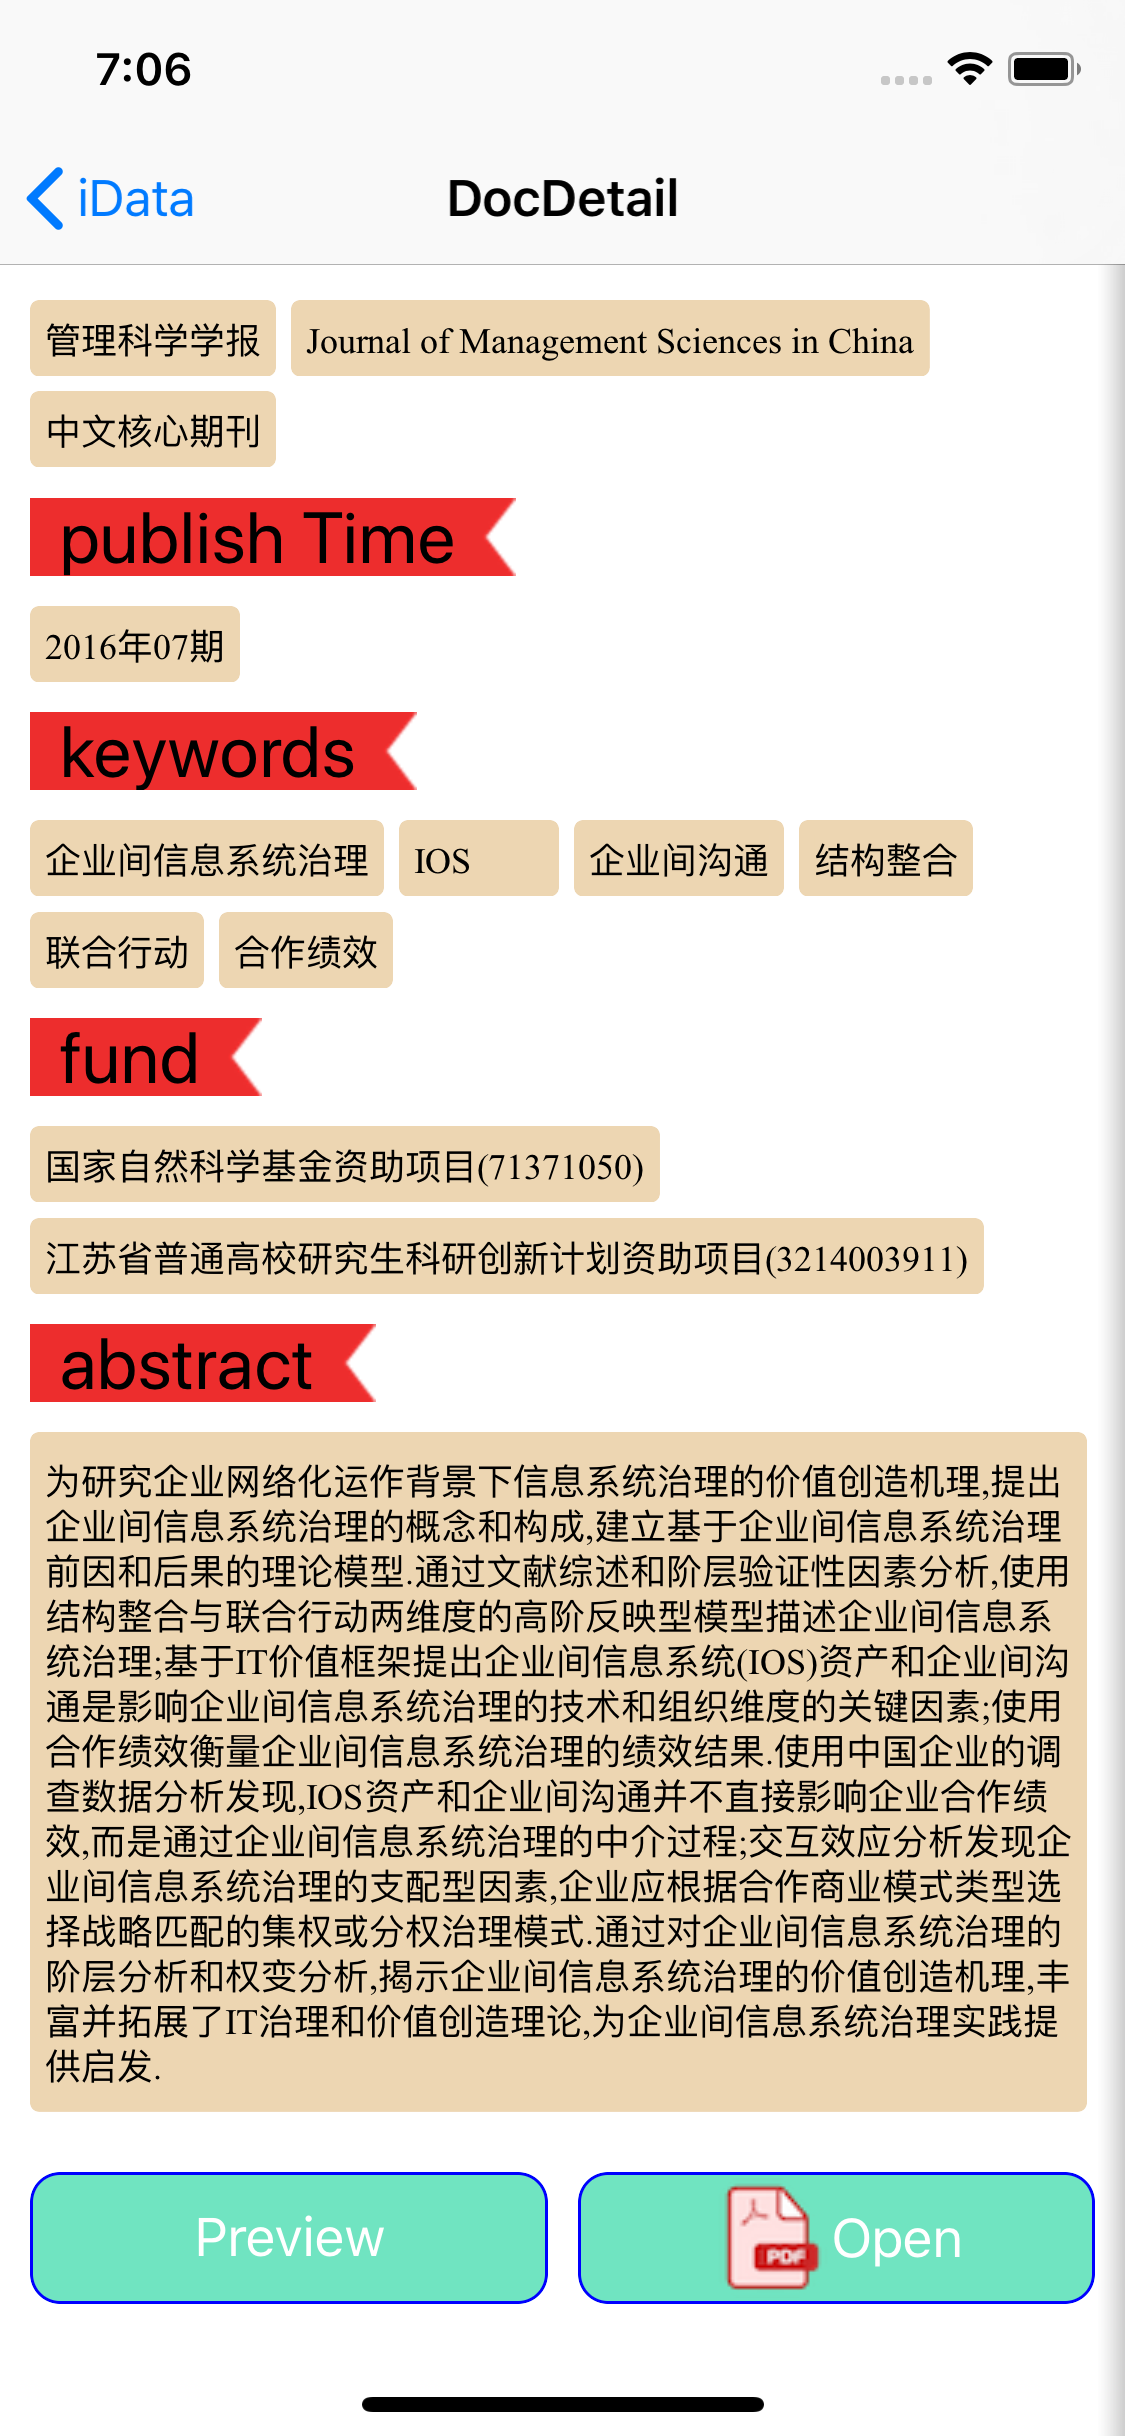 7:06
iData
DocDetail
管理科学学报
Journal of Management Sciences in China
中文核心期刊
publish Time
2016年07期
keywords
企业间信息系统治理
IOS
企业间沟通
结构整合
联合行动
合作绩效
fund
国家自然科学基金资助项目(71371050)
江苏省普通高校研究生科研创新计划资助项目(3214003911)
abstract
为研究企业网络化运作背景下信息系统治理的价值创造机理,提出
企业间信息系统治理的概念和构成,建立基于企业间信息系统治理
前因和后果的理论模型.通过文献综述和阶层验证性因素分析,使用
结构整合与联合行动两维度的高阶反映型模型描述企业间信息系
统治理;基于IT价值框架提出企业间信息系统(IOS)资产和企业间沟
通是影响企业间信息系统治理的技术和组织维度的关键因素;使用
合作绩效衡量企业间信息系统治理的绩效结果.使用中国企业的调
查数据分析发现,IOS资产和企业间沟通并不直接影响企业合作绩
效,而是通过企业间信息系统治理的中介过程;交互效应分析发现企
业间信息系统治理的支配型因素,企业应根据合作商业模式类型选
择战略匹配的集权或分权治理模式.通过对企业间信息系统治理的
阶层分析和权变分析,揭示企业间信息系统治理的价值创造机理,丰
富并拓展了IT治理和价值创造理论,为企业间信息系统治理实践提
供启发.
Preview
PDF
Open